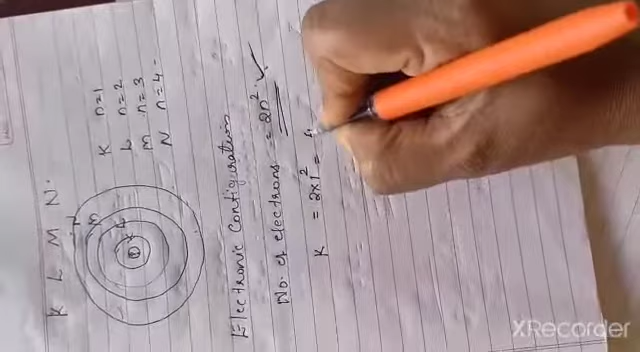 K L M N.
K n=1
L n=2
M n=3
N n=4
N
M
L
K
Electronic Configuration
No. of electrons = 2n² ✓
K = 2×1² =
XRecorder